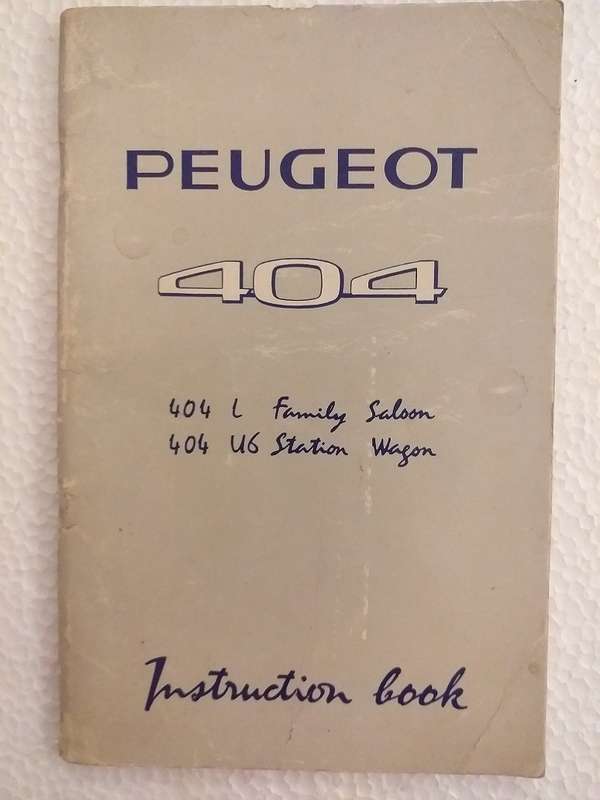 PEUGEOT
404
404 L Family Saloon
404 U6 Station Wagon
Instruction book